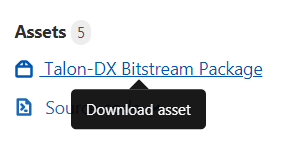 Assets 5
Talon-DX Bitstream Package
Download asset